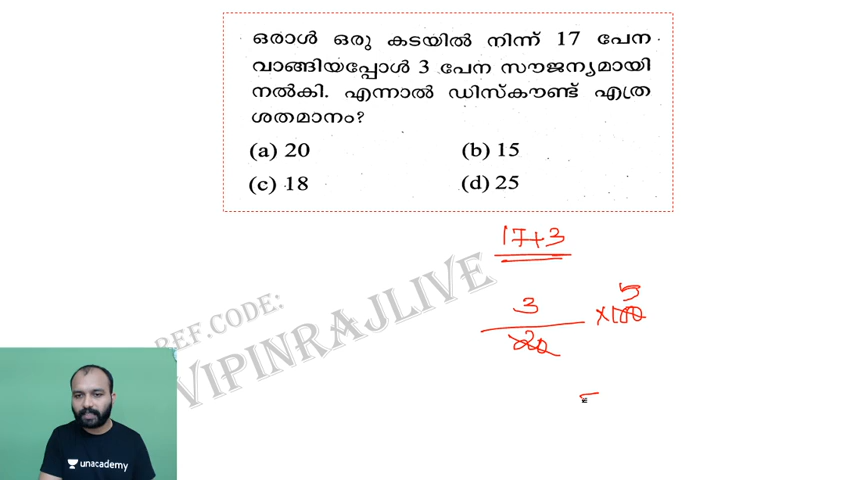 ഒരാൾ ഒരു കടയിൽ നിന്ന് 17 പേന
വാങ്ങിയപ്പോൾ 3 പേന സൗജന്യമായി
നൽകി. എന്നാൽ ഡിസ്കൗണ്ട് എത്ര
ശതമാനം?
(a) 20 (b) 15
(c) 18 (d) 25
17+3
3
5
20
×100
REF.CODE:
VIPINRAJLIVE
unacademy